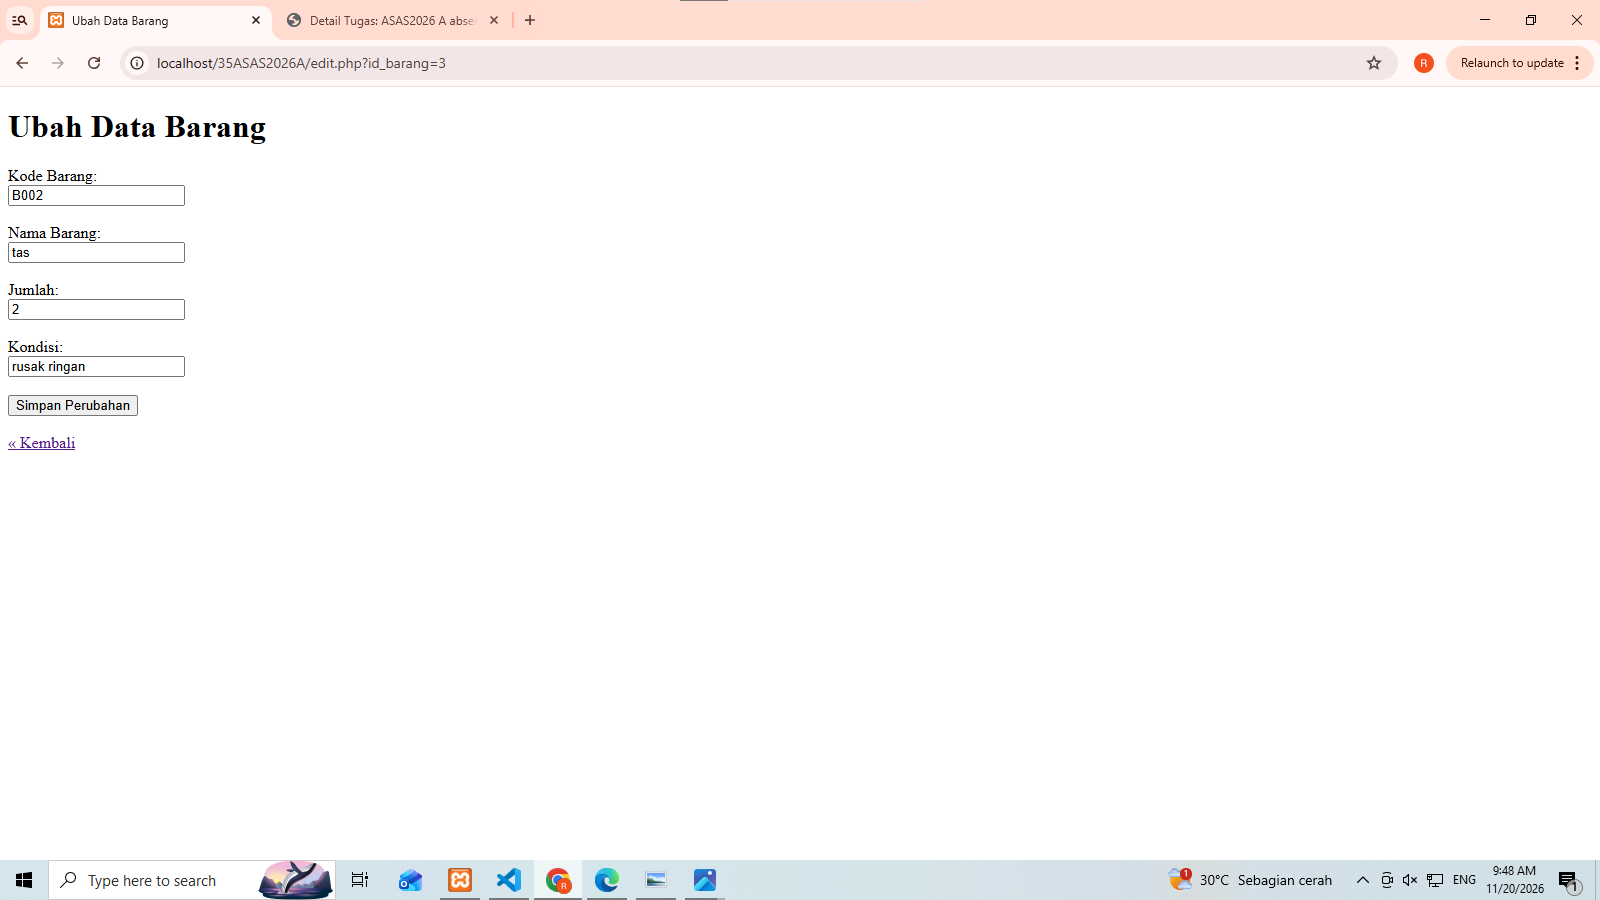 Ubah Data Barang
Detail Tugas: ASAS2026 A abse
localhost/35ASAS2026A/edit.php?id_barang=3
R
Relaunch to update
Ubah Data Barang
Kode Barang:
B002
Nama Barang:
tas
Jumlah:
2
Kondisi:
rusak ringan
Simpan Perubahan
« Kembali
Type here to search
R
1
30°C Sebagian cerah
ENG
9:48 AM
11/20/2026
1